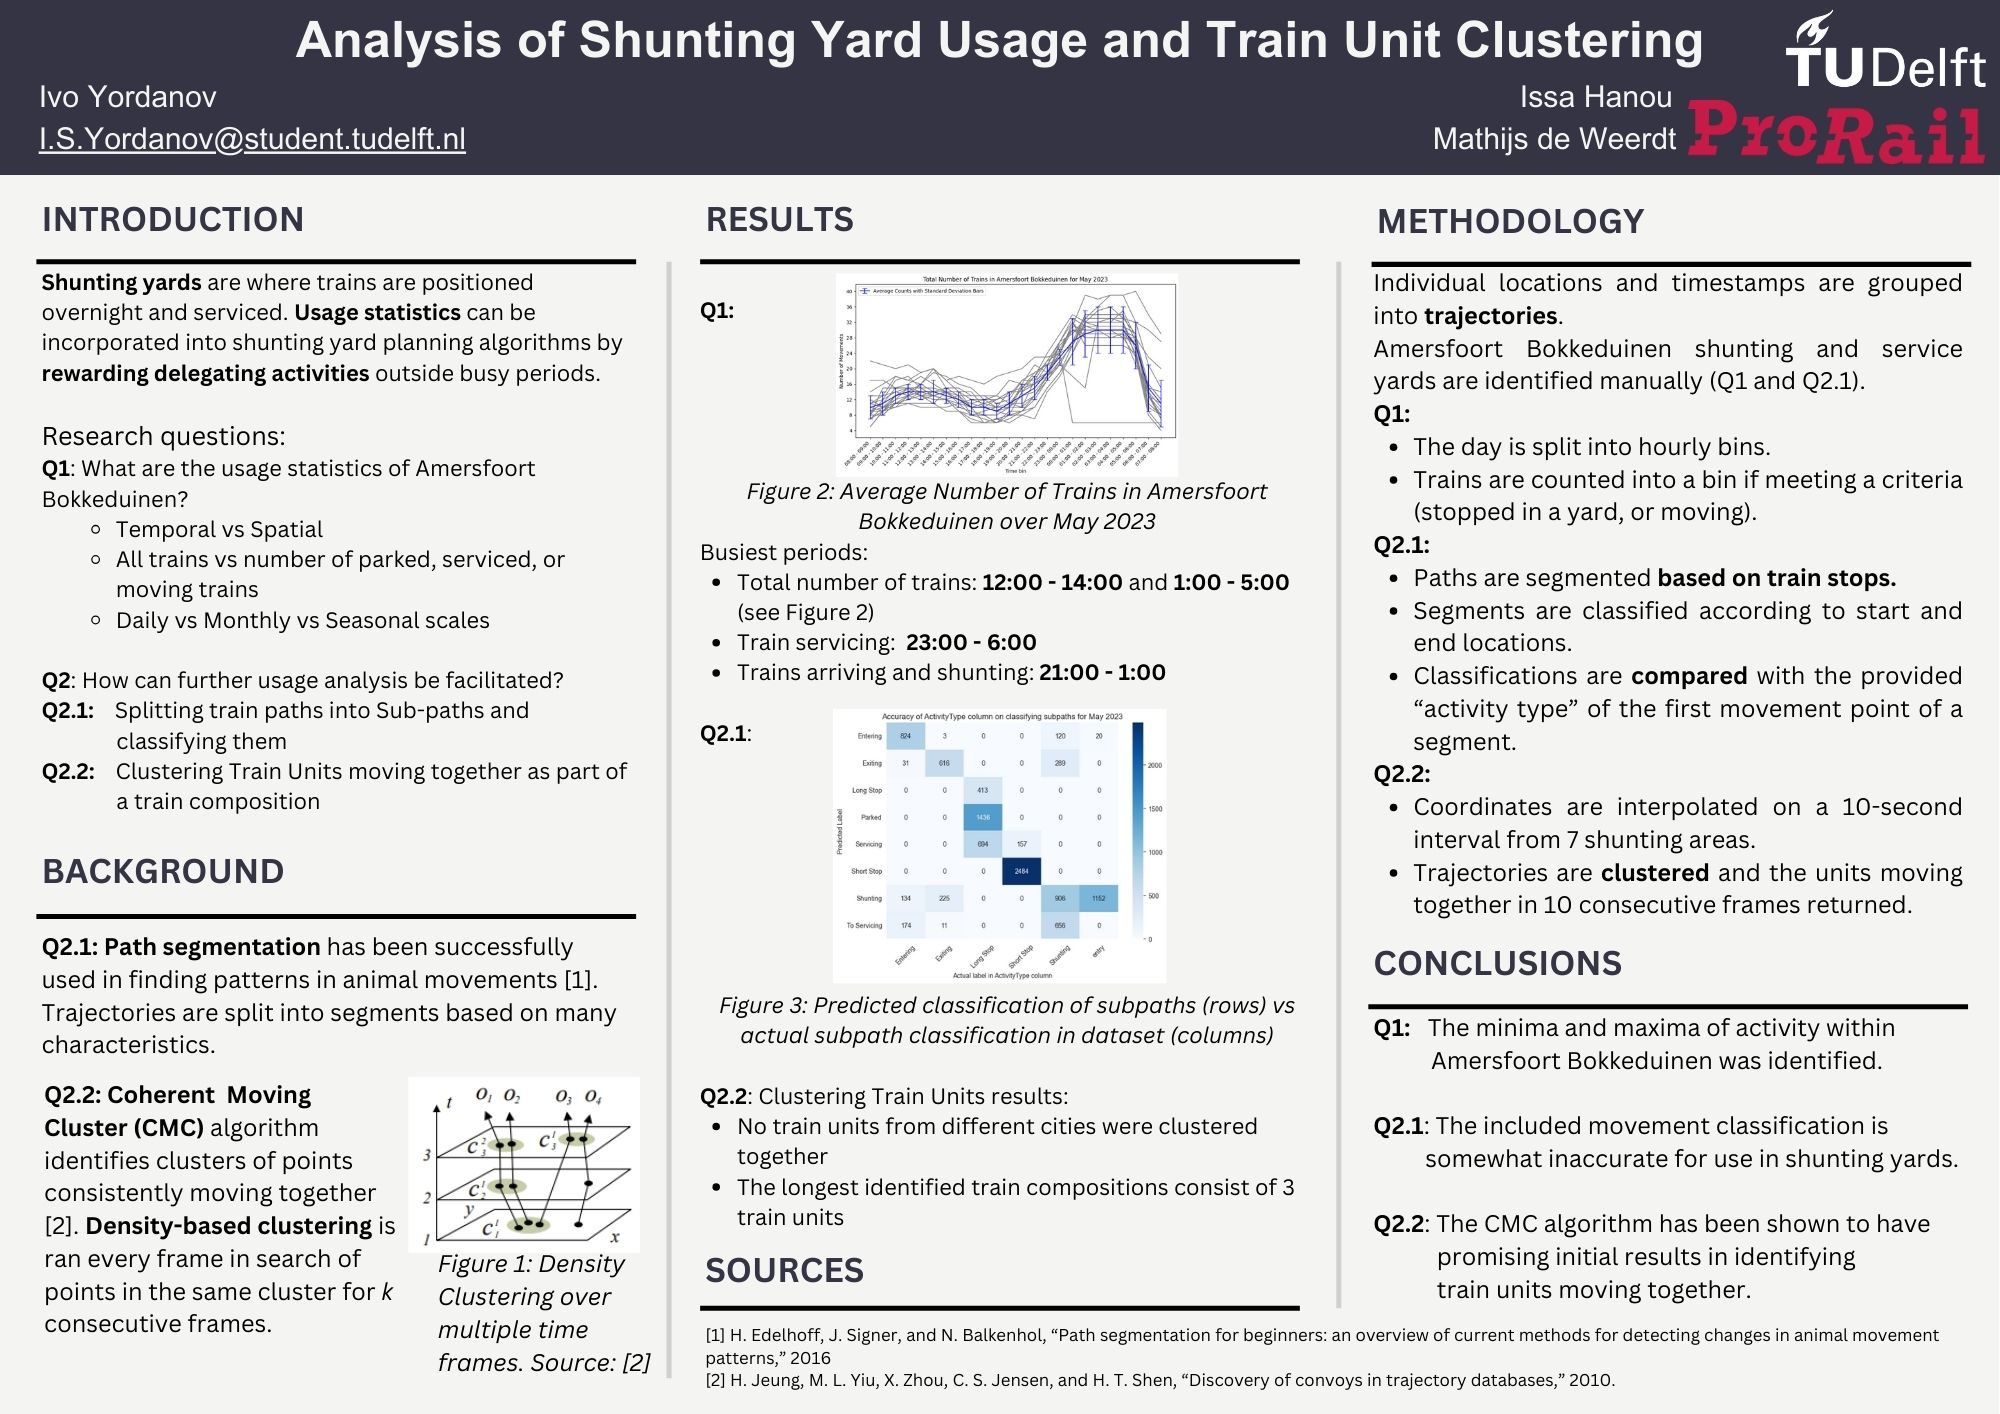 Analysis of Shunting Yard Usage and Train Unit Clustering
Ivo Yordanov
I.S.Yordanov@student.tudelft.nl
Issa Hanou
Mathijs de Weerdt
TUDelft
ProRail
INTRODUCTION
Shunting yards are where trains are positioned
overnight and serviced. Usage statistics can be
incorporated into shunting yard planning algorithms by
rewarding delegating activities outside busy periods.
Research questions:
Q1: What are the usage statistics of Amersfoort
Bokkeduinen?
Temporal vs Spatial
All trains vs number of parked, serviced, or
moving trains
Daily vs Monthly vs Seasonal scales
Q2: How can further usage analysis be facilitated?
Q2.1: Splitting train paths into Sub-paths and
classifying them
Q2.2: Clustering Train Units moving together as part of
a train composition
BACKGROUND
Q2.1: Path segmentation has been successfully
used in finding patterns in animal movements [1].
Trajectories are split into segments based on many
characteristics.
Q2.2: Coherent Moving
Cluster (CMC) algorithm
identifies clusters of points
consistently moving together
[2]. Density-based clustering is
ran every frame in search of
points in the same cluster for k
consecutive frames.
t O1 O2 O3 O4
3
2
1
y
x
Figure 1: Density
Clustering over
multiple time
frames. Source: [2]
RESULTS
Q1:
Total Number of Trains in Amersfoort Bokkeduinen for May 2023
Average Counts with Standard Deviation Bars
Number of Movements
40
36
32
28
24
20
16
12
8
4
Time bin
Figure 2: Average Number of Trains in Amersfoort
Bokkeduinen over May 2023
Busiest periods:
Total number of trains: 12:00 - 14:00 and 1:00 - 5:00
(see Figure 2)
Train servicing: 23:00 - 6:00
Trains arriving and shunting: 21:00 - 1:00
Q2.1:
Accuracy of ActivityType column on classifying subpaths for May 2023
Predicted Label
Entering 824 3 0 0 120 20
Exiting 31 616 0 0 289 0
Long Stop 0 0 413 0 0 0
Parked 0 0 1436 0 0 0
Servicing 0 0 694 157 0 0
Short Stop 0 0 0 2484 0 0
Shunting 134 225 0 0 906 1152
To Servicing 174 11 0 0 656 0
2000
1500
1000
500
0
Entering Exiting Long Stop Short Stop Shunting entry
Actual label in ActivityType column
Figure 3: Predicted classification of subpaths (rows) vs
actual subpath classification in dataset (columns)
Q2.2: Clustering Train Units results:
No train units from different cities were clustered
together
The longest identified train compositions consist of 3
train units
SOURCES
[1] H. Edelhoff, J. Signer, and N. Balkenhol, “Path segmentation for beginners: an overview of current methods for detecting changes in animal movement
patterns,” 2016
[2] H. Jeung, M. L. Yiu, X. Zhou, C. S. Jensen, and H. T. Shen, “Discovery of convoys in trajectory databases,” 2010.
METHODOLOGY
Individual locations and timestamps are grouped
into trajectories.
Amersfoort Bokkeduinen shunting and service
yards are identified manually (Q1 and Q2.1).
Q1:
The day is split into hourly bins.
Trains are counted into a bin if meeting a criteria
(stopped in a yard, or moving).
Q2.1:
Paths are segmented based on train stops.
Segments are classified according to start and
end locations.
Classifications are compared with the provided
“activity type” of the first movement point of a
segment.
Q2.2:
Coordinates are interpolated on a 10-second
interval from 7 shunting areas.
Trajectories are clustered and the units moving
together in 10 consecutive frames returned.
CONCLUSIONS
Q1: The minima and maxima of activity within
Amersfoort Bokkeduinen was identified.
Q2.1: The included movement classification is
somewhat inaccurate for use in shunting yards.
Q2.2: The CMC algorithm has been shown to have
promising initial results in identifying
train units moving together.